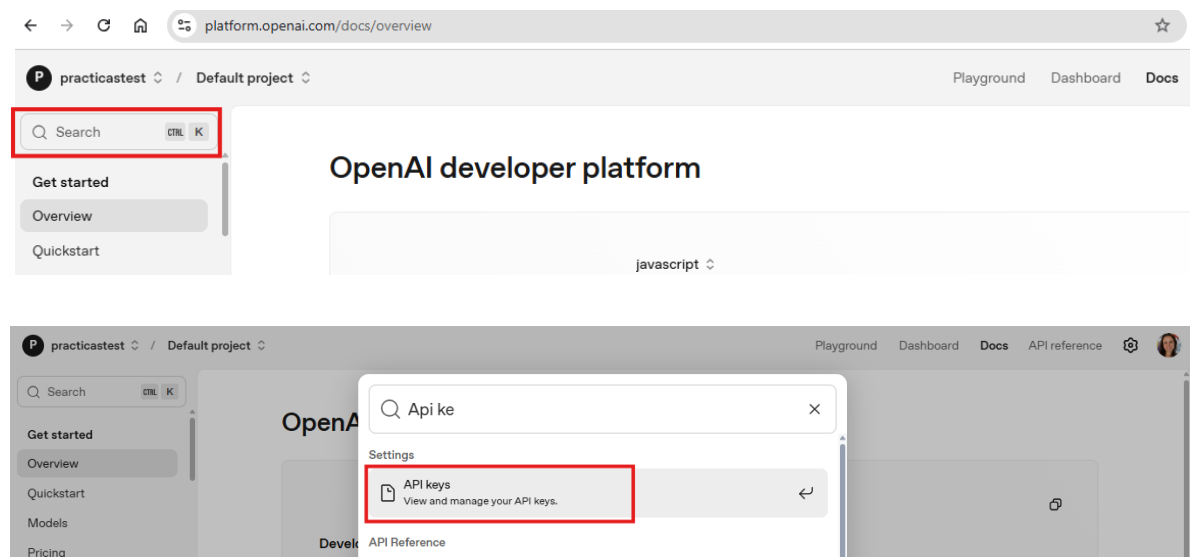 platform.openai.com/docs/overview
P practicastest / Default project Playground Dashboard Docs
Search CTRL K
OpenAI developer platform
Get started
Overview
Quickstart
javascript
P practicastest / Default project Playground Dashboard Docs API reference
Search CTRL K
Api ke
OpenA
Get started
Settings
Overview
API keys
View and manage your API keys.
Quickstart
Models
Develo
API Reference
Pricing